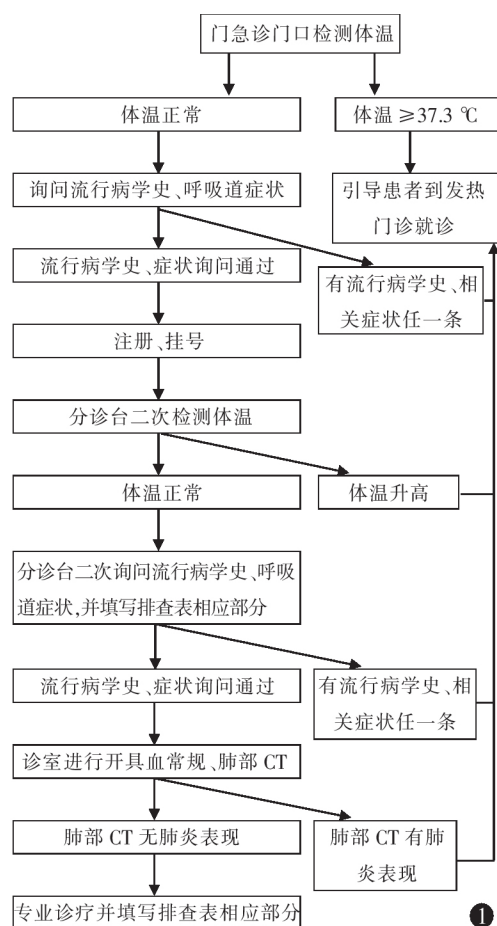 门急诊门口检测体温
体温正常
体温≥37.3 ℃
询问流行病学史、呼吸道症状
引导患者到发热
门诊就诊
流行病学史、症状询问通过
有流行病学史、相
关症状任一条
注册、挂号
分诊台二次检测体温
体温正常
体温升高
分诊台二次询问流行病学史、呼吸
道症状,并填写排查表相应部分
流行病学史、症状询问通过
有流行病学史、相
关症状任一条
诊室进行开具血常规、肺部 CT
肺部 CT 无肺炎表现
肺部 CT 有肺
炎表现
专业诊疗并填写排查表相应部分
❶